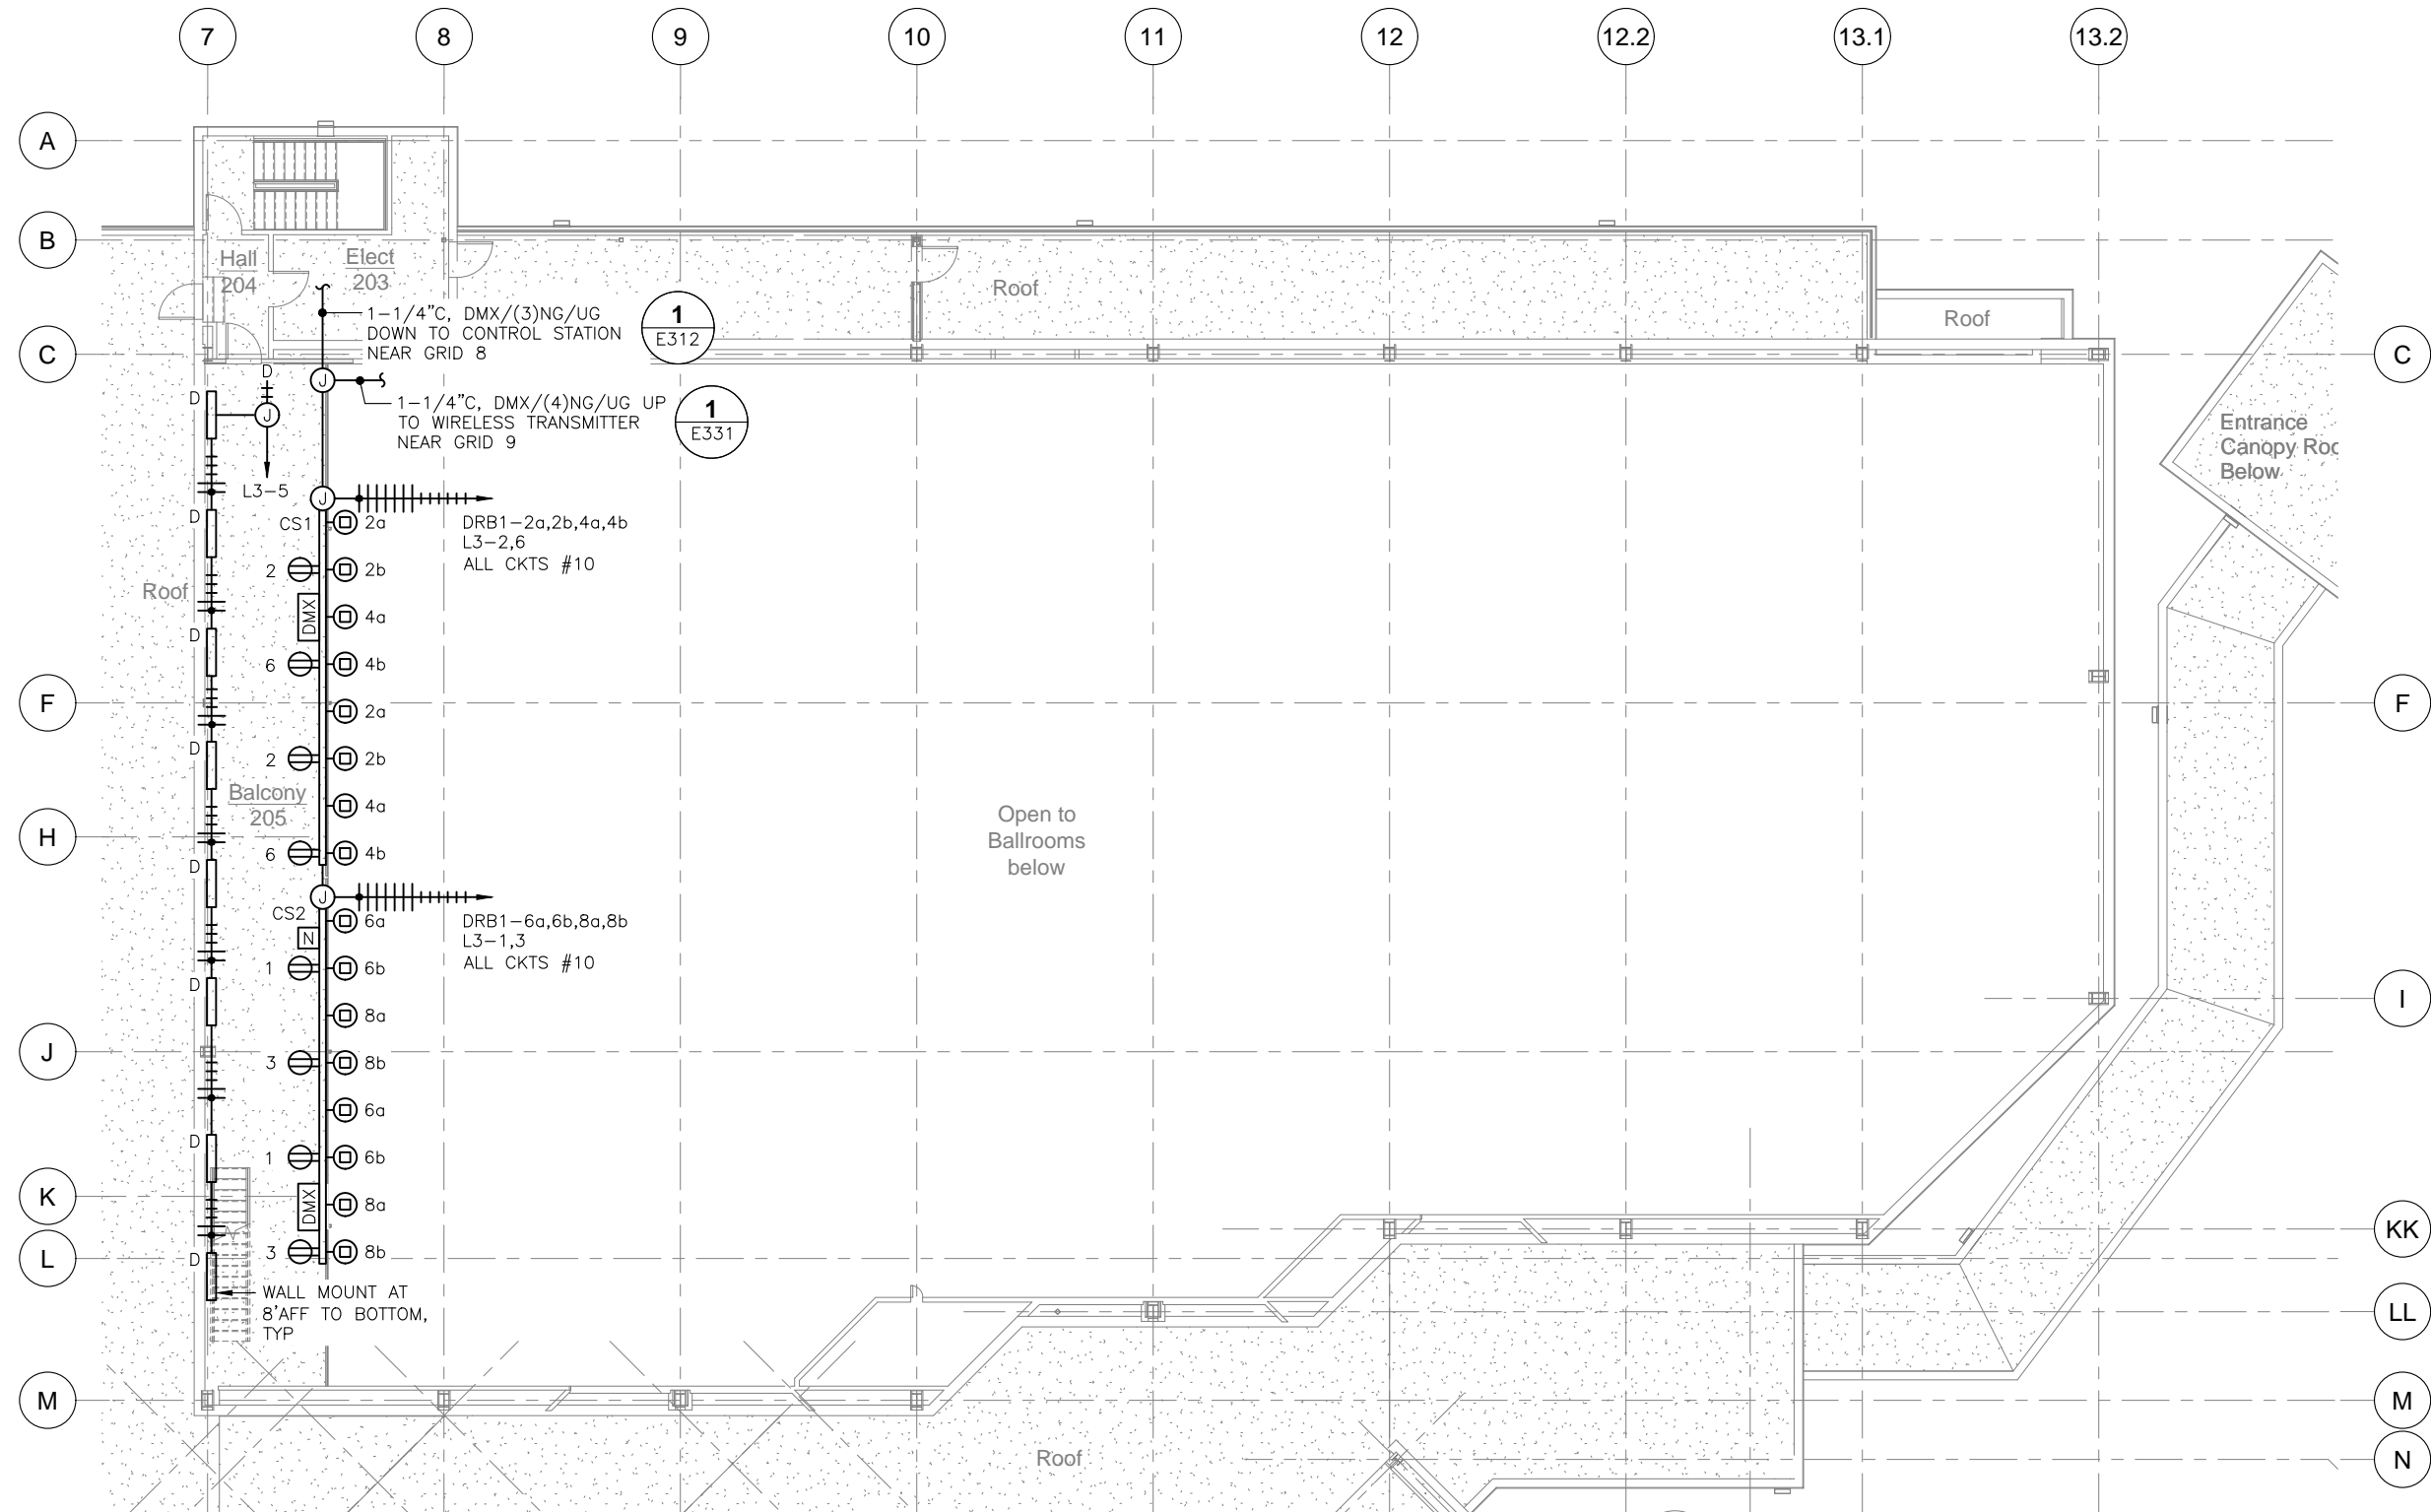 7
8
9
10
11
12
12.2
13.1
13.2
A
B
Hall
204
Elect
203
Roof
1-1/4"C, DMX/(3)NG/UG
DOWN TO CONTROL STATION
NEAR GRID 8
1
E312
Roof
C
C
D
J
D
J
1-1/4"C, DMX/(4)NG/UG UP
TO WIRELESS TRANSMITTER
NEAR GRID 9
1
E331
Entrance
Canopy Roo
Below
L3-5
J
D
CS1
2a
DRB1-2a,2b,4a,4b
L3-2,6
ALL CKTS #10
2
2b
Roof
DMX
4a
D
6
4b
F
2a
F
D
2
2b
Balcony
205
4a
Open to
Ballrooms
below
H
6
4b
D
J
CS2
6a
DRB1-6a,6b,8a,8b
L3-1,3
ALL CKTS #10
N
1
6b
D
8a
I
J
3
8b
6a
D
1
6b
K
DMX
8a
KK
L
D
3
8b
WALL MOUNT AT
8'AFF TO BOTTOM,
TYP
LL
M
M
Roof
N